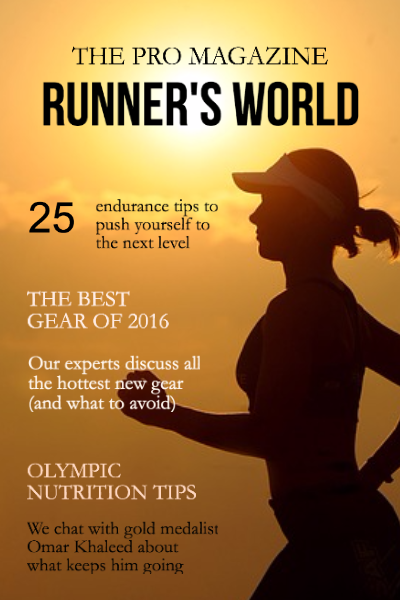 THE PRO MAGAZINE
RUNNER'S WORLD
25
endurance tips to
push yourself to
the next level
THE BEST
GEAR OF 2016
Our experts discuss all
the hottest new gear
(and what to avoid)
OLYMPIC
NUTRITION TIPS
We chat with gold medalist
Omar Khaleed about
what keeps him going